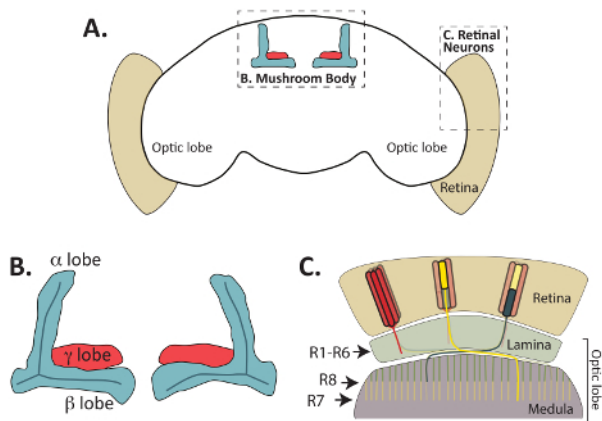 A.
C. Retinal
Neurons
B. Mushroom Body
Optic lobe
Optic lobe
Retina
B.
α lobe
γ lobe
β lobe
C.
Retina
Lamina
R1-R6
R8
R7
Medula
Optic lobe